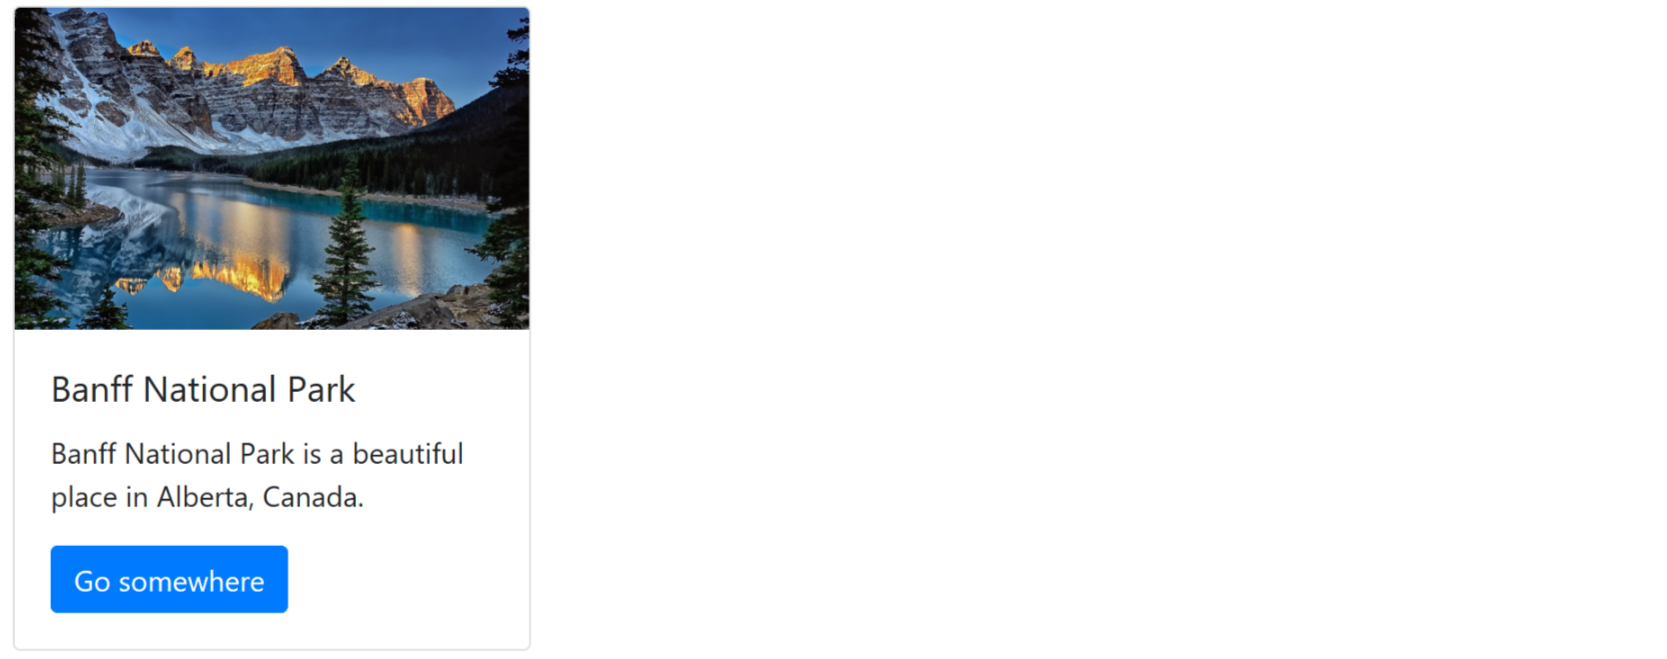 Banff National Park
Banff National Park is a beautiful
place in Alberta, Canada.
Go somewhere